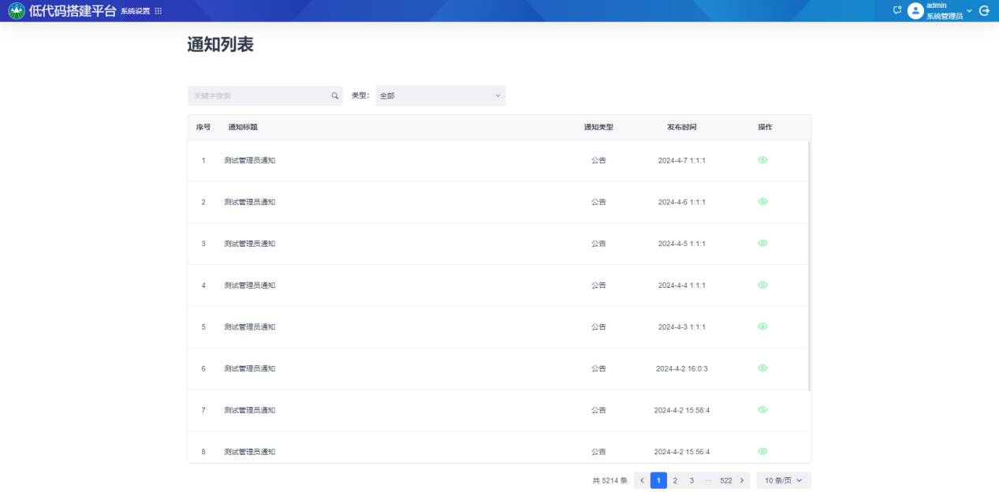 低代码搭建平台 系统设置 admin
系统管理员
通知列表
关键字搜索 类型: 全部
序号 通知标题 通知类型 发布时间 操作
1 测试管理员通知 公告 2024-4-7 1:1:1
2 测试管理员通知 公告 2024-4-6 1:1:1
3 测试管理员通知 公告 2024-4-5 1:1:1
4 测试管理员通知 公告 2024-4-4 1:1:1
5 测试管理员通知 公告 2024-4-3 1:1:1
6 测试管理员通知 公告 2024-4-2 16:0:3
7 测试管理员通知 公告 2024-4-2 15:58:4
8 测试管理员通知 公告 2024-4-2 15:56:4
共 5214 条 1 2 3 ··· 522 10 条/页